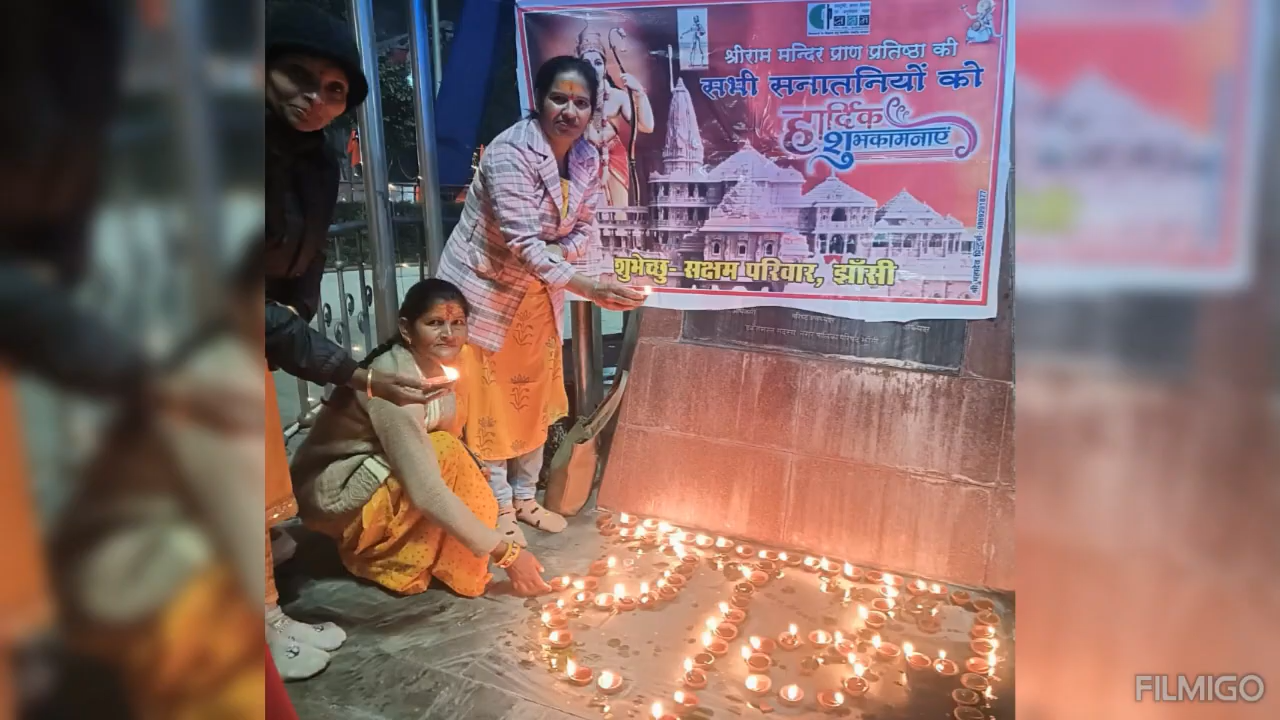 श्रीराम मन्दिर प्राण प्रतिष्ठा की
सभी सनातनियों को
हार्दिक
शुभकामनाएं
शुभेच्छु- सक्षम परिवार, झाँसी
FILMIGO